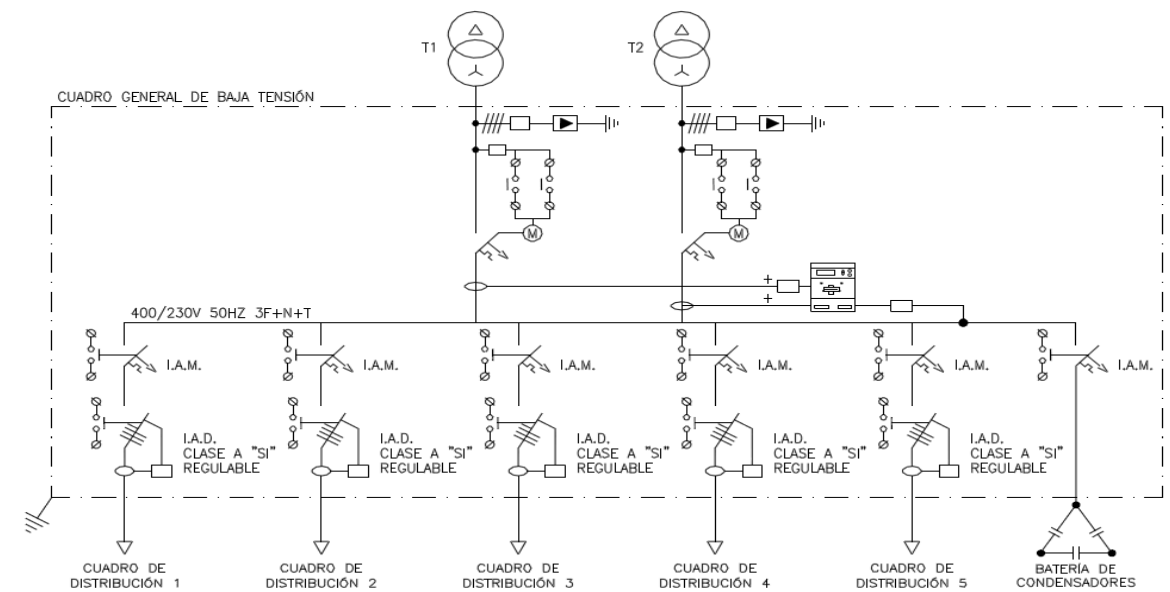 T1
T2
CUADRO GENERAL DE BAJA TENSIÓN
M
M
+
+
400/230V 50HZ 3F+N+T
I.A.M.
I.A.M.
I.A.M.
I.A.M.
I.A.M.
I.A.M.
I.A.D.
CLASE A "SI"
REGULABLE
I.A.D.
CLASE A "SI"
REGULABLE
I.A.D.
CLASE A "SI"
REGULABLE
I.A.D.
CLASE A "SI"
REGULABLE
I.A.D.
CLASE A "SI"
REGULABLE
CUADRO DE
DISTRIBUCIÓN 1
CUADRO DE
DISTRIBUCIÓN 2
CUADRO DE
DISTRIBUCIÓN 3
CUADRO DE
DISTRIBUCIÓN 4
CUADRO DE
DISTRIBUCIÓN 5
BATERÍA DE
CONDENSADORES